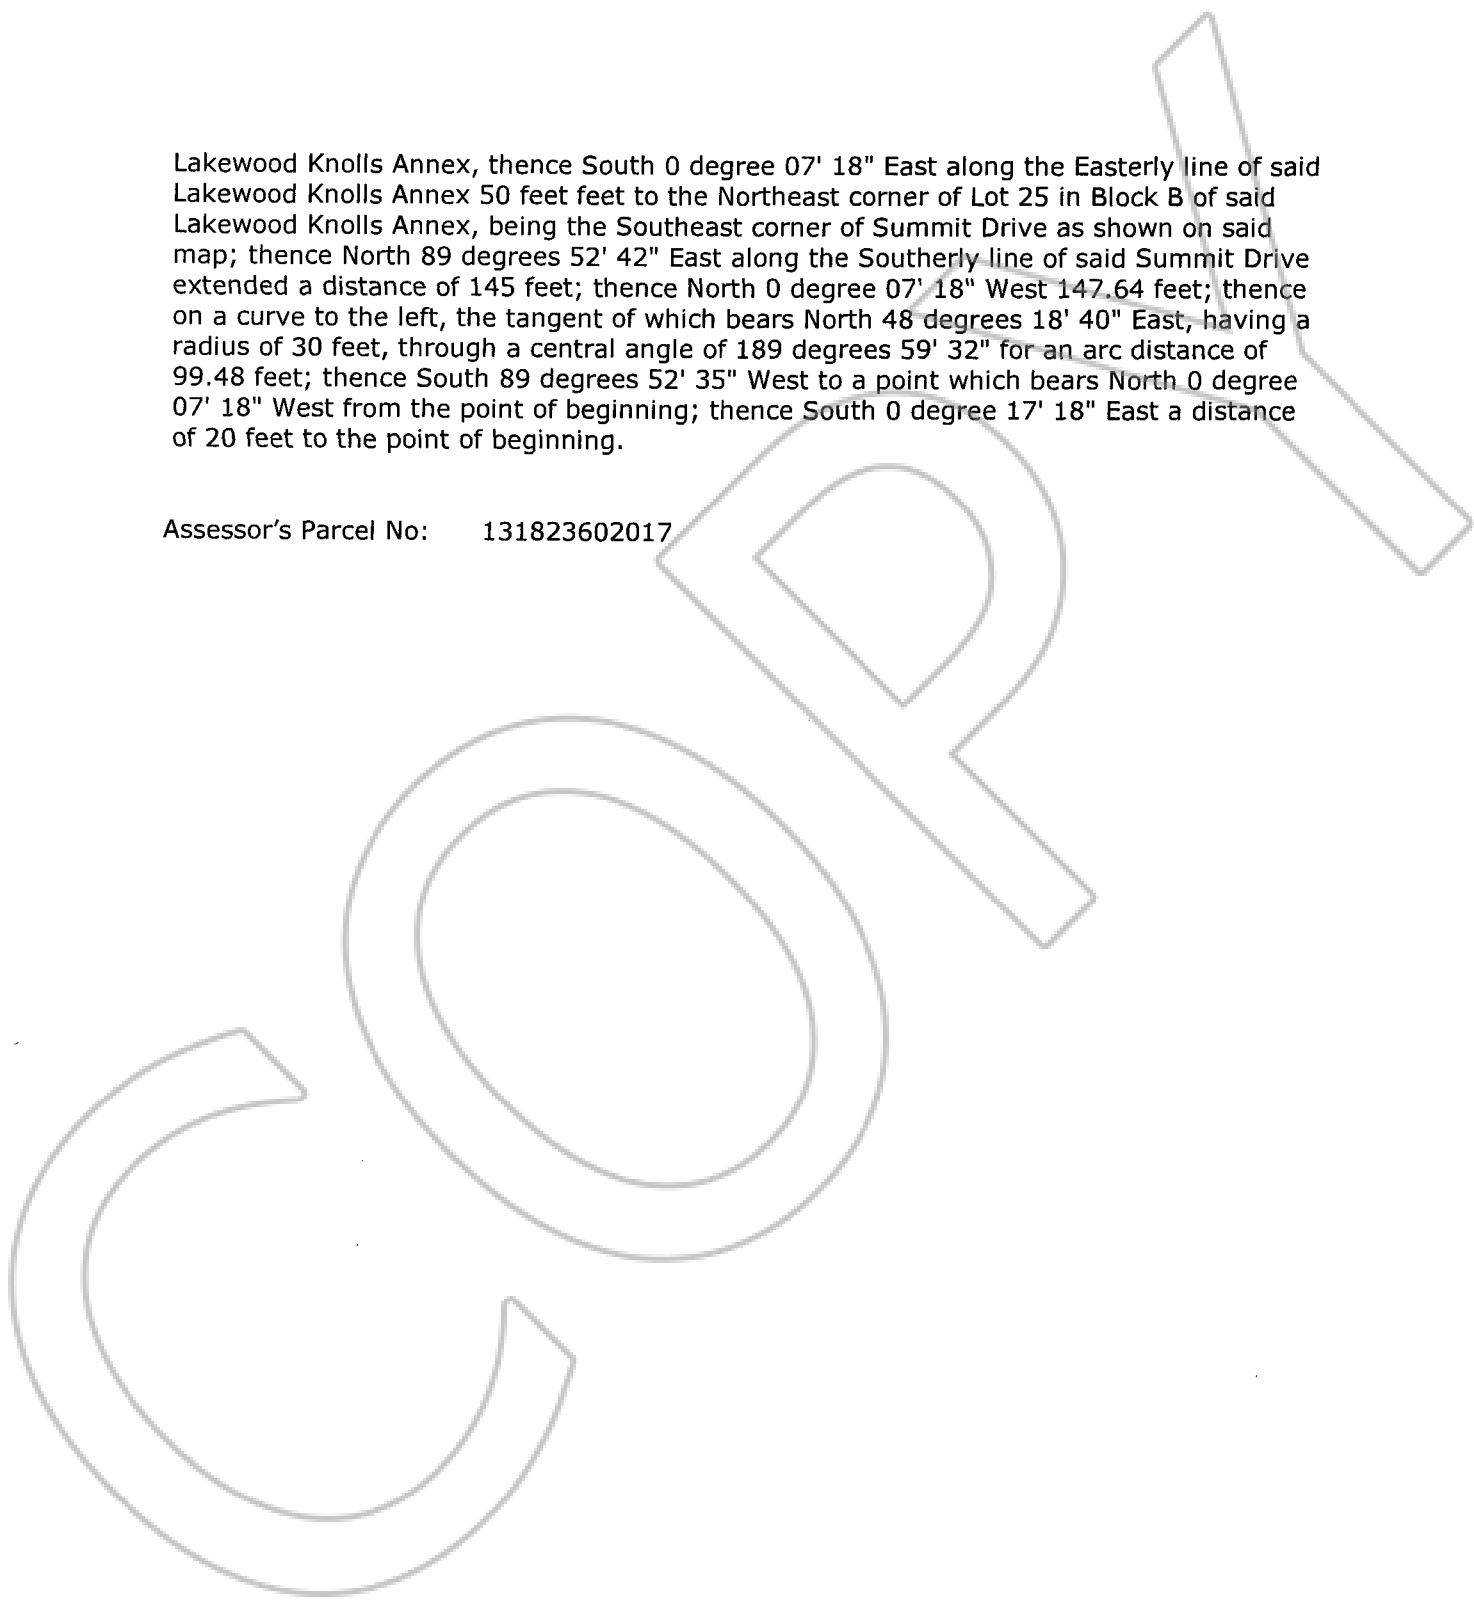 Lakewood Knolls Annex, thence South 0 degree 07' 18" East along the Easterly line of said
Lakewood Knolls Annex 50 feet feet to the Northeast corner of Lot 25 in Block B of said
Lakewood Knolls Annex, being the Southeast corner of Summit Drive as shown on said
map; thence North 89 degrees 52' 42" East along the Southerly line of said Summit Drive
extended a distance of 145 feet; thence North 0 degree 07' 18" West 147.64 feet; thence
on a curve to the left, the tangent of which bears North 48 degrees 18' 40" East, having a
radius of 30 feet, through a central angle of 189 degrees 59' 32" for an arc distance of
99.48 feet; thence South 89 degrees 52' 35" West to a point which bears North 0 degree
07' 18" West from the point of beginning; thence South 0 degree 17' 18" East a distance
of 20 feet to the point of beginning.
Assessor's Parcel No: 131823602017
COPY